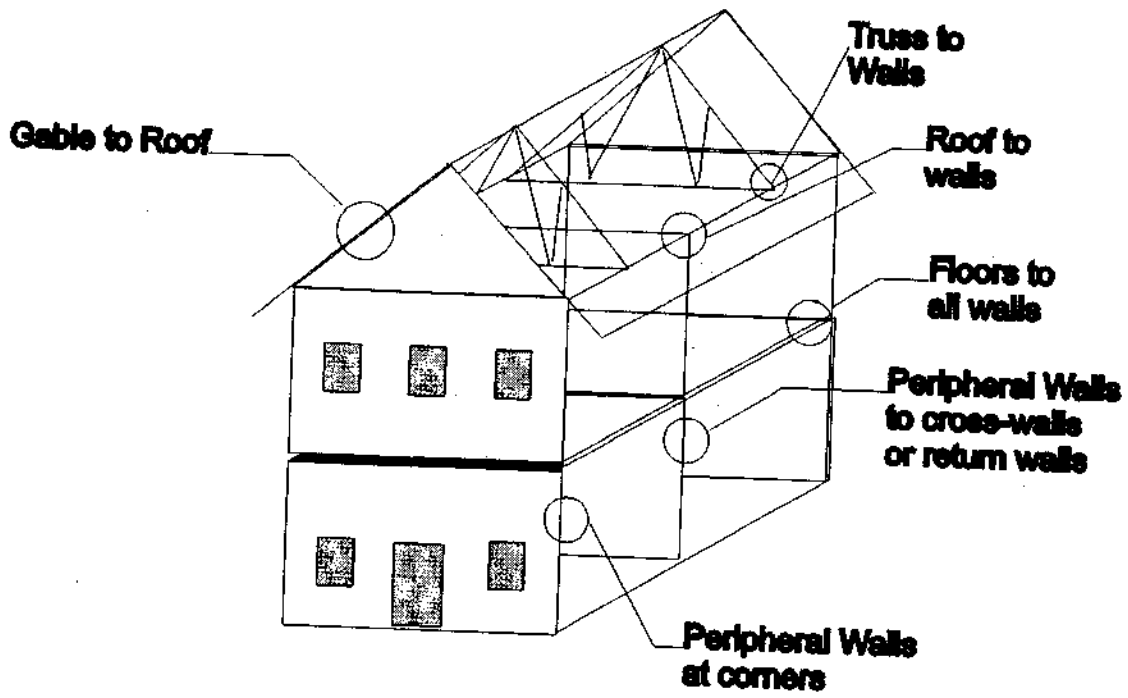 Truss to
Walls
Gable to Roof
Roof to
walls
Floors to
all walls
Peripheral Walls
to cross-walls
or return walls
Peripheral Walls
at corners